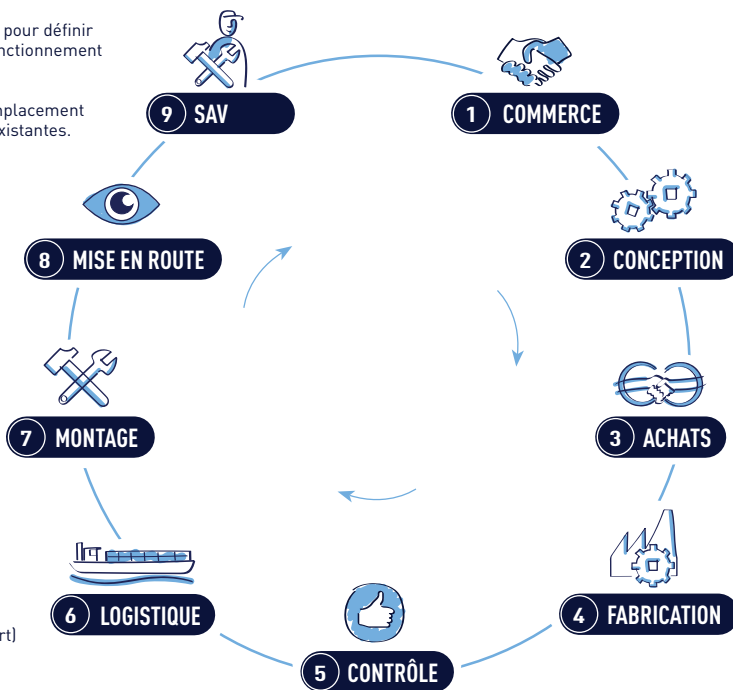 pour définir
nctionnement
nplacement
xistantes.
9 SAV
1 COMMERCE
8 MISE EN ROUTE
2 CONCEPTION
7 MONTAGE
3 ACHATS
6 LOGISTIQUE
4 FABRICATION
rt)
5 CONTRÔLE